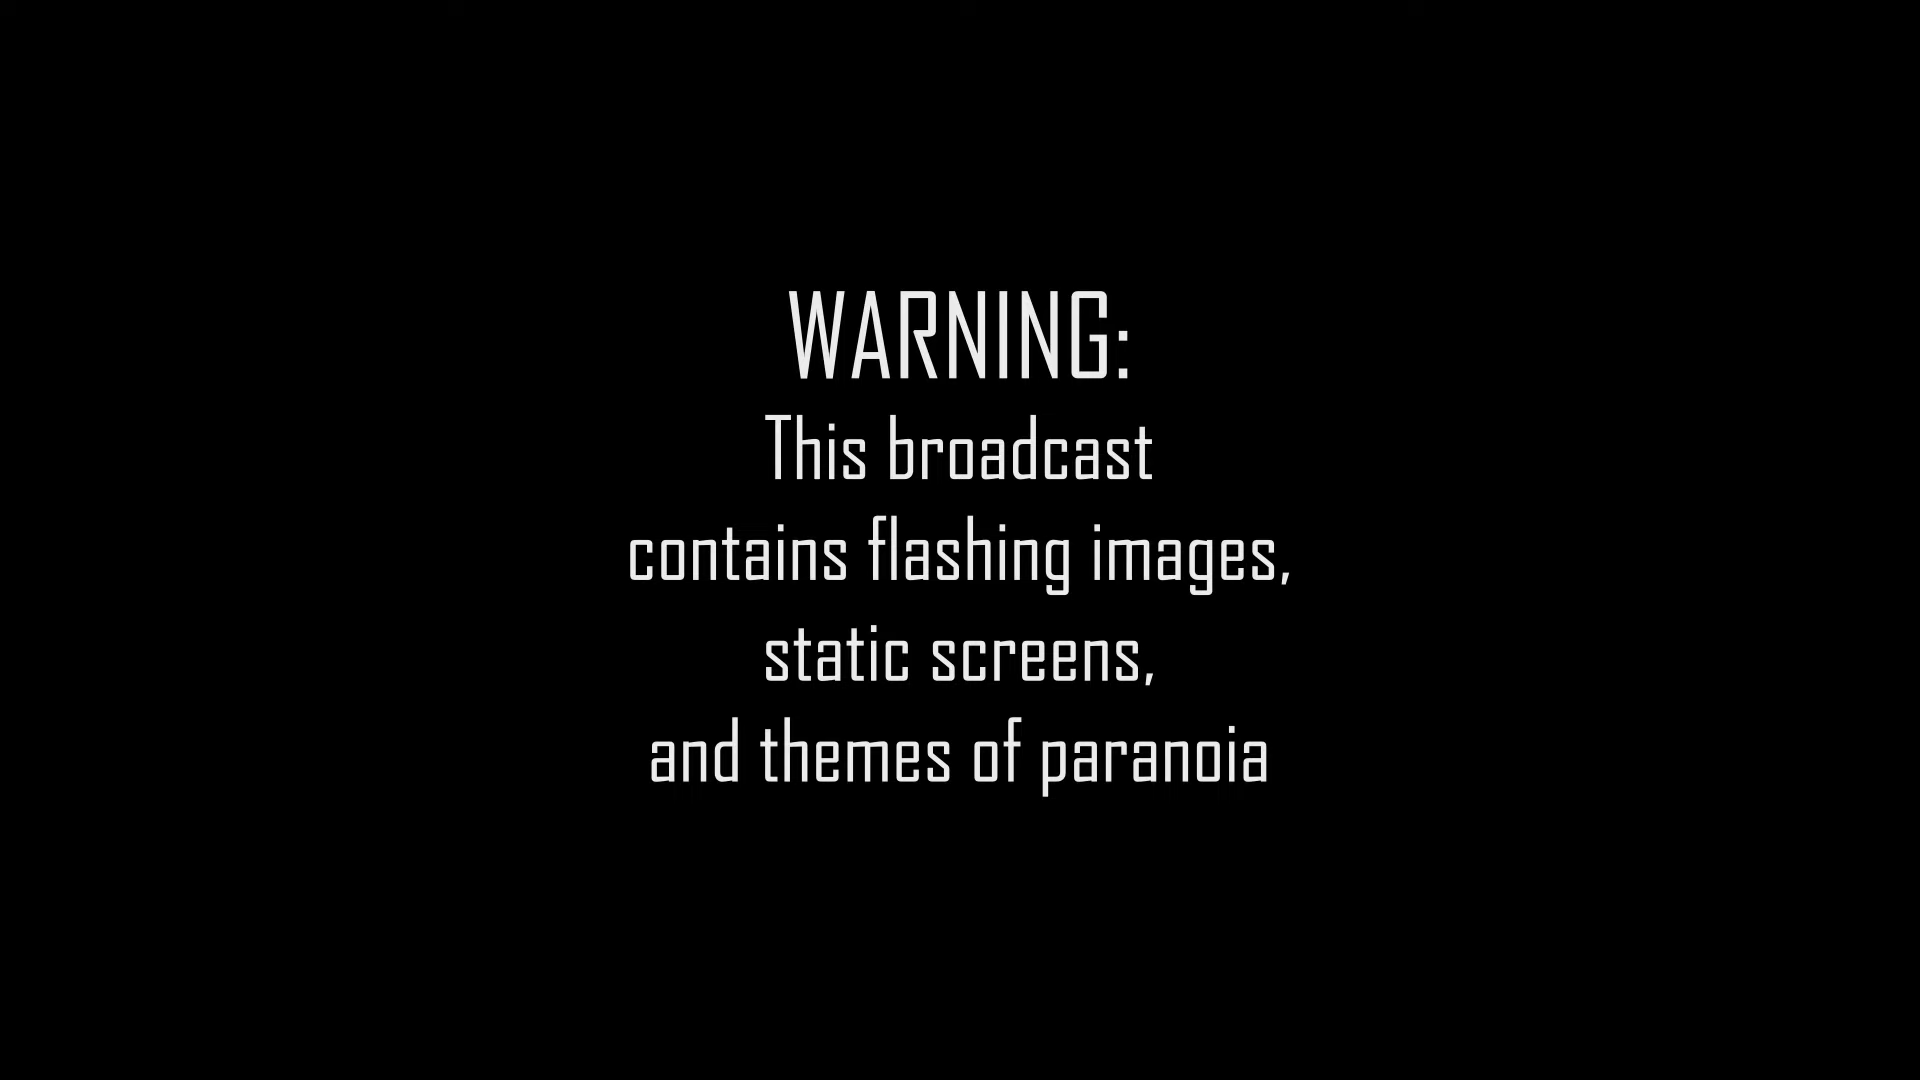 WARNING:
This broadcast
contains flashing images,
static screens,
and themes of paranoia